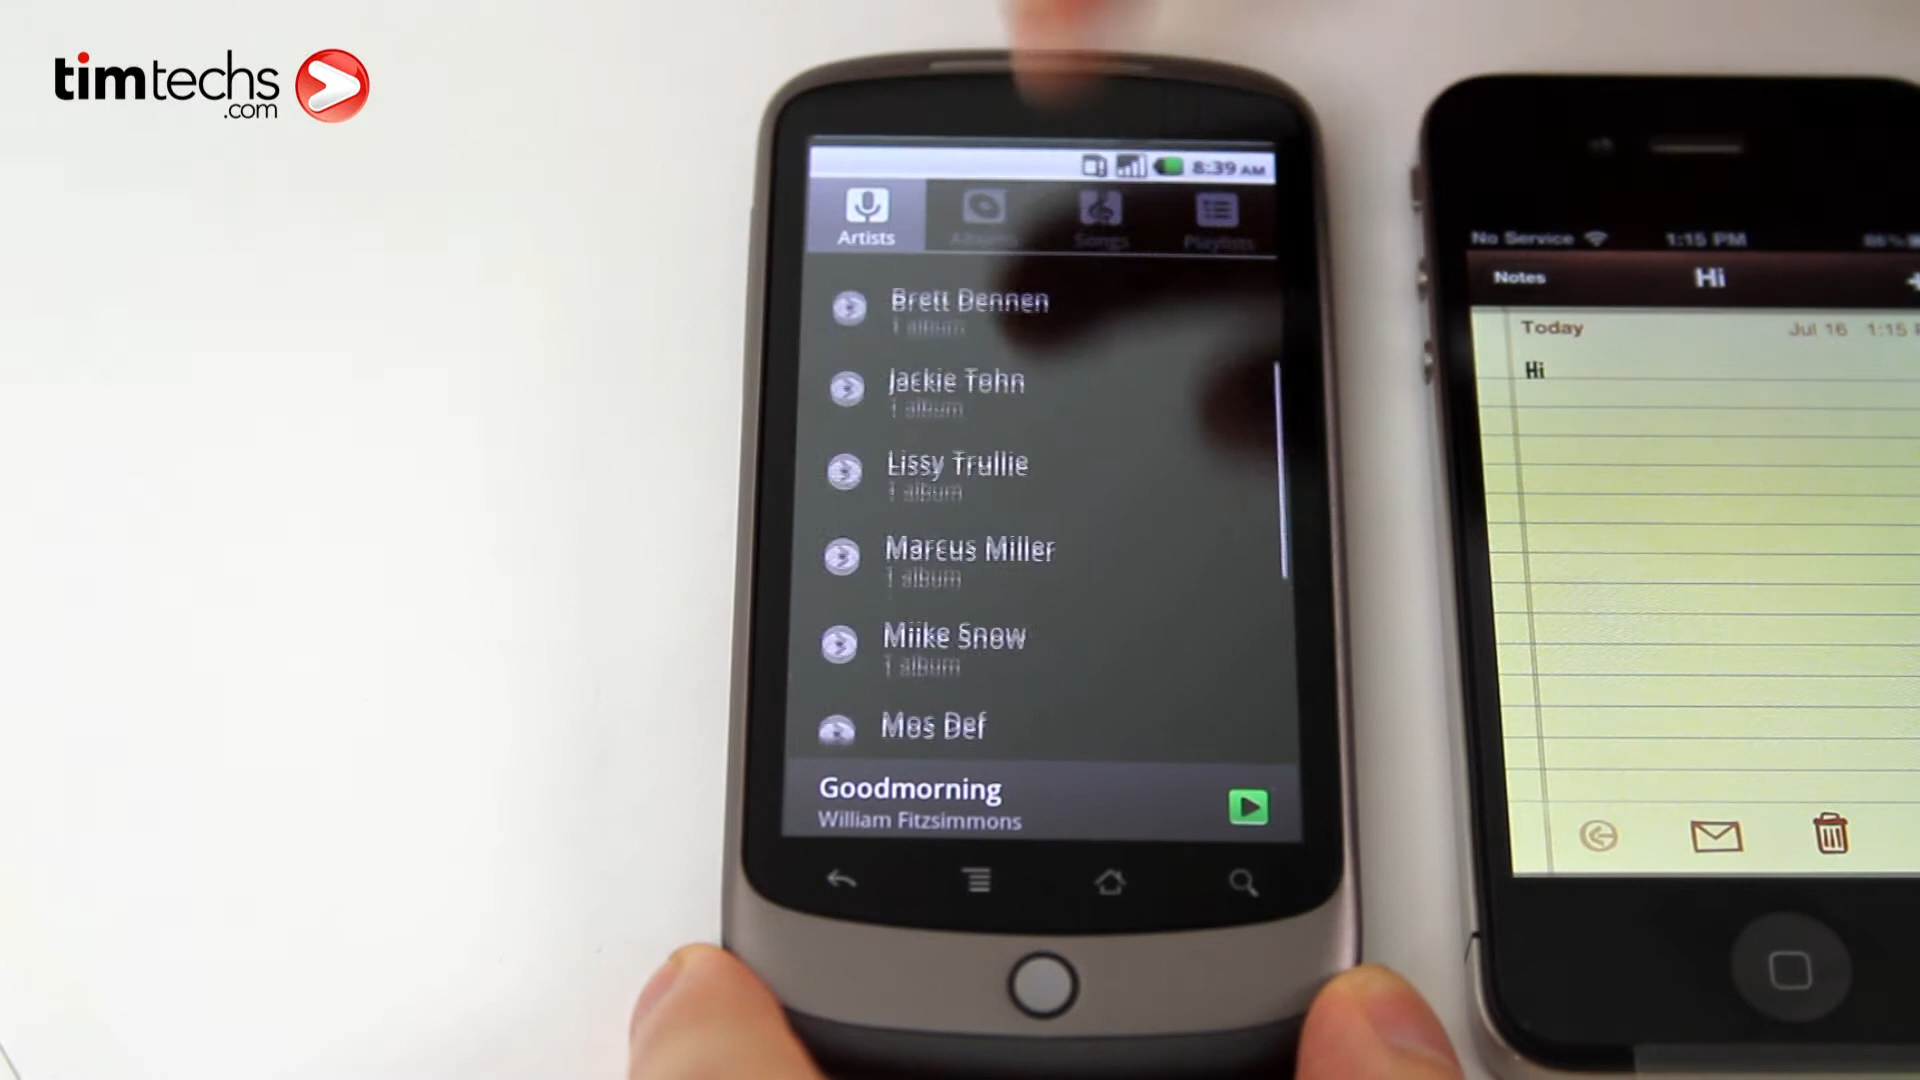 timtechs
.com
8:39 AM
Artists
Albums
Songs
Playlists
Brett Dennen
1 album
Jackie Tohn
1 album
Lissy Trullie
1 album
Marcus Miller
1 album
Miike Snow
1 album
Mos Def
Goodmorning
William Fitzsimmons
No Service
1:15 PM
86%
Notes
Hi
Today
Jul 16
1:15
Hi